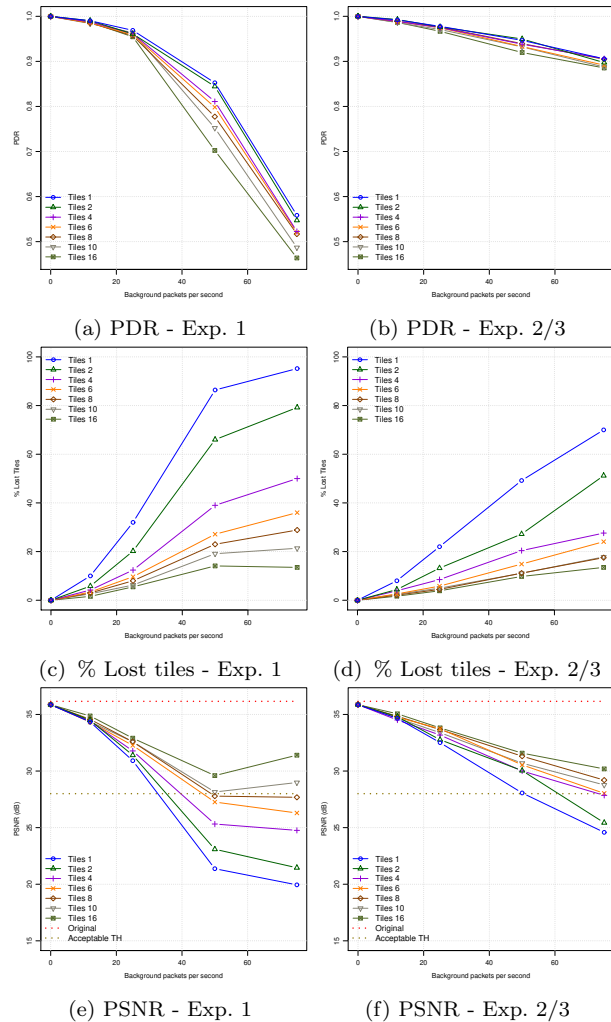 1.0
0.9
0.8
0.7
0.6
0.5
PDR
Tiles 1
Tiles 2
Tiles 4
Tiles 6
Tiles 8
Tiles 10
Tiles 16
0 20 40 60
Background packets per second
(a) PDR - Exp. 1
1.0
0.9
0.8
0.7
0.6
0.5
PDR
Tiles 1
Tiles 2
Tiles 4
Tiles 6
Tiles 8
Tiles 10
Tiles 16
0 20 40 60
Background packets per second
(b) PDR - Exp. 2/3
100
80
60
40
20
0
% Lost Tiles
Tiles 1
Tiles 2
Tiles 4
Tiles 6
Tiles 8
Tiles 10
Tiles 16
0 20 40 60
Background packets per second
(c) % Lost tiles - Exp. 1
100
80
60
40
20
0
% Lost Tiles
Tiles 1
Tiles 2
Tiles 4
Tiles 6
Tiles 8
Tiles 10
Tiles 16
0 20 40 60
Background packets per second
(d) % Lost tiles - Exp. 2/3
35
30
25
20
15
PSNR (dB)
Tiles 1
Tiles 2
Tiles 4
Tiles 6
Tiles 8
Tiles 10
Tiles 16
Original
Acceptable TH
0 20 40 60
Background packets per second
(e) PSNR - Exp. 1
35
30
25
20
15
PSNR (dB)
Tiles 1
Tiles 2
Tiles 4
Tiles 6
Tiles 8
Tiles 10
Tiles 16
Original
Acceptable TH
0 20 40 60
Background packets per second
(f) PSNR - Exp. 2/3